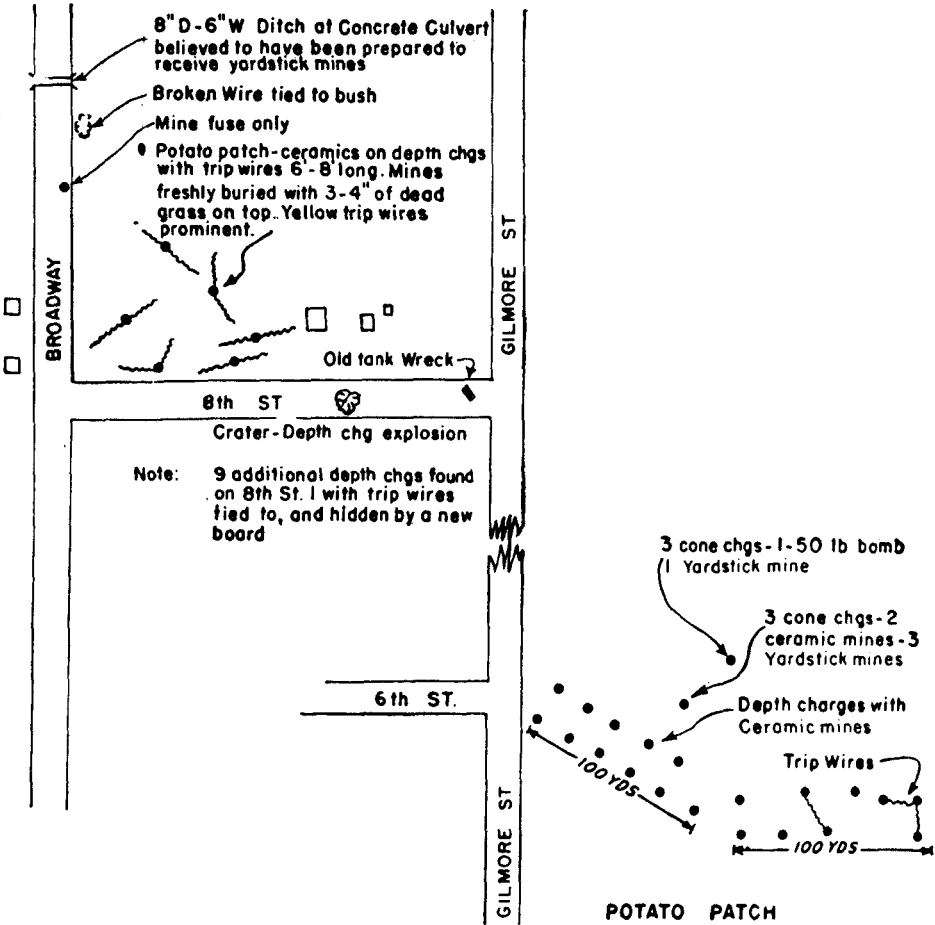 8"D-6"W Ditch at Concrete Culvert
believed to have been prepared to
receive yardstick mines
Broken Wire tied to bush
Mine fuse only
Potato patch-ceramics on depth chgs
with trip wires 6'-8' long. Mines
freshly buried with 3-4" of dead
grass on top. Yellow trip wires
prominent.
BROADWAY
GILMORE ST
Old tank Wreck
8th ST
Crater-Depth chg explosion
Note: 9 additional depth chgs found
on 8th St. 1 with trip wires
tied to, and hidden by a new
board
3 cone chgs-1-50 lb bomb
1 Yardstick mine
3 cone chgs-2
ceramic mines-3
Yardstick mines
6th ST.
Depth charges with
Ceramic mines
Trip Wires
100 YDS
100 YDS
GILMORE ST
POTATO PATCH